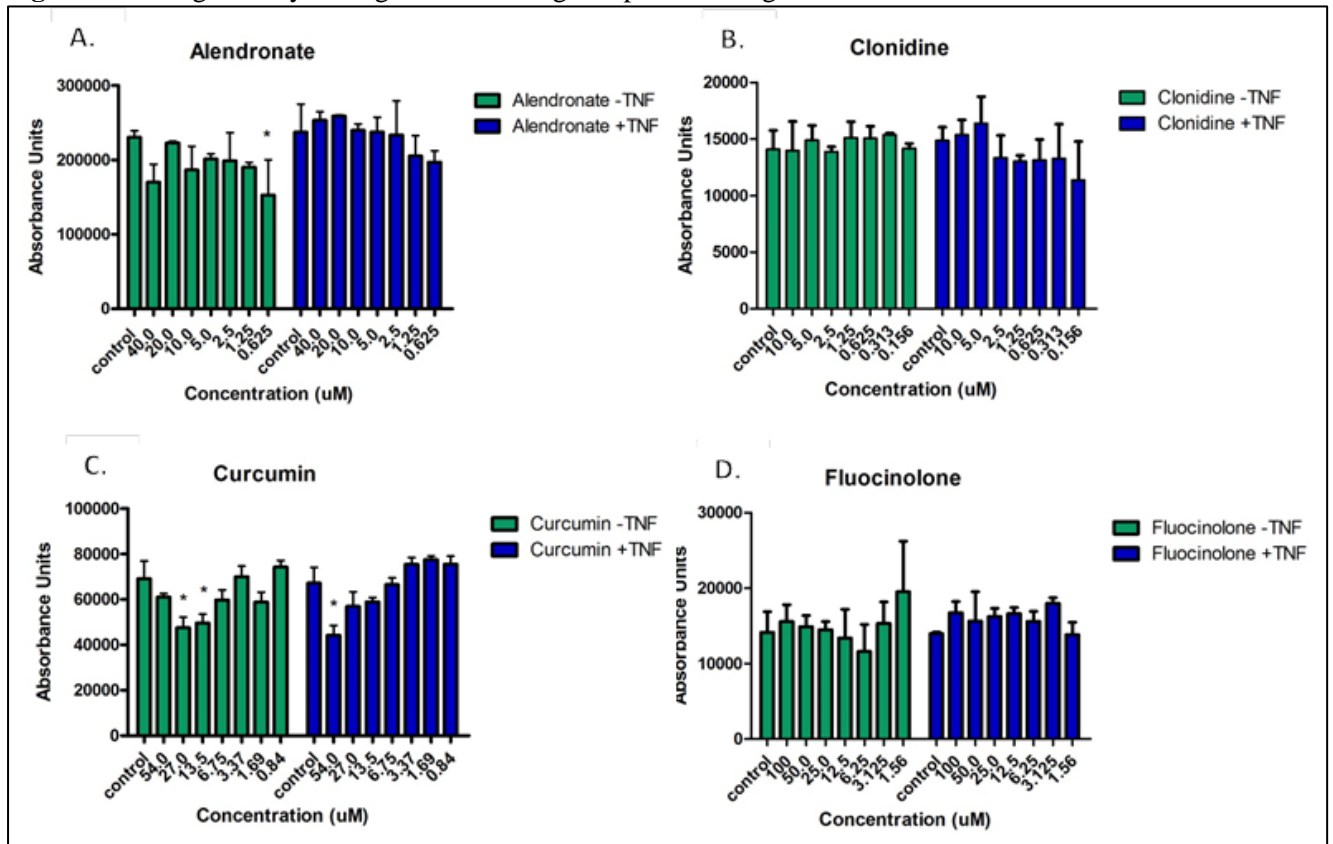 A.
Alendronate
Absorbance Units
300000
200000
100000
0
control 40.0 20.0 10.0 5.0 2.5 1.25 0.625 control 40.0 20.0 10.0 5.0 2.5 1.25 0.625
Concentration (uM)
*
Alendronate -TNF
Alendronate +TNF
B.
Clonidine
Absorbance Units
20000
15000
10000
5000
0
control 10.0 5.0 2.5 1.25 0.625 0.313 0.156 control 10.0 5.0 2.5 1.25 0.625 0.313 0.156
Concentration (uM)
Clonidine -TNF
Clonidine +TNF
C.
Curcumin
Absorbance Units
100000
80000
60000
40000
20000
0
* * *
control 54.0 27.0 13.5 6.75 3.37 1.69 0.84 control 54.0 27.0 13.5 6.75 3.37 1.69 0.84
Concentration (uM)
Curcumin -TNF
Curcumin +TNF
D.
Fluocinolone
Absorbance Units
30000
20000
10000
0
control 100 50.0 25.0 12.5 6.25 3.125 1.56 control 100 50.0 25.0 12.5 6.25 3.125 1.56
Concentration (uM)
Fluocinolone -TNF
Fluocinolone +TNF